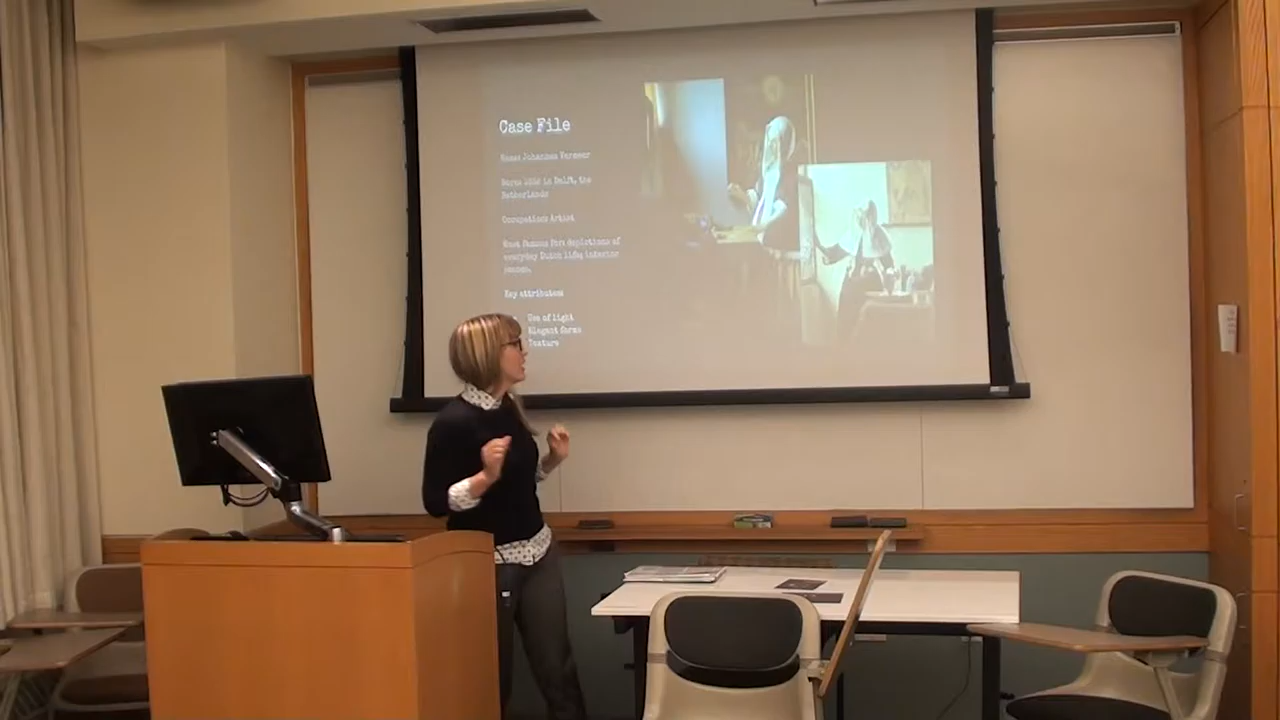 Case File
Name: Johannes Vermeer
Born: 1632 in Delft, the
Netherlands
Occupation: Artist
Most famous for: depictions of
everyday Dutch life, interior
scenes.
Key attributes:
Use of light
Elegant forms
Texture